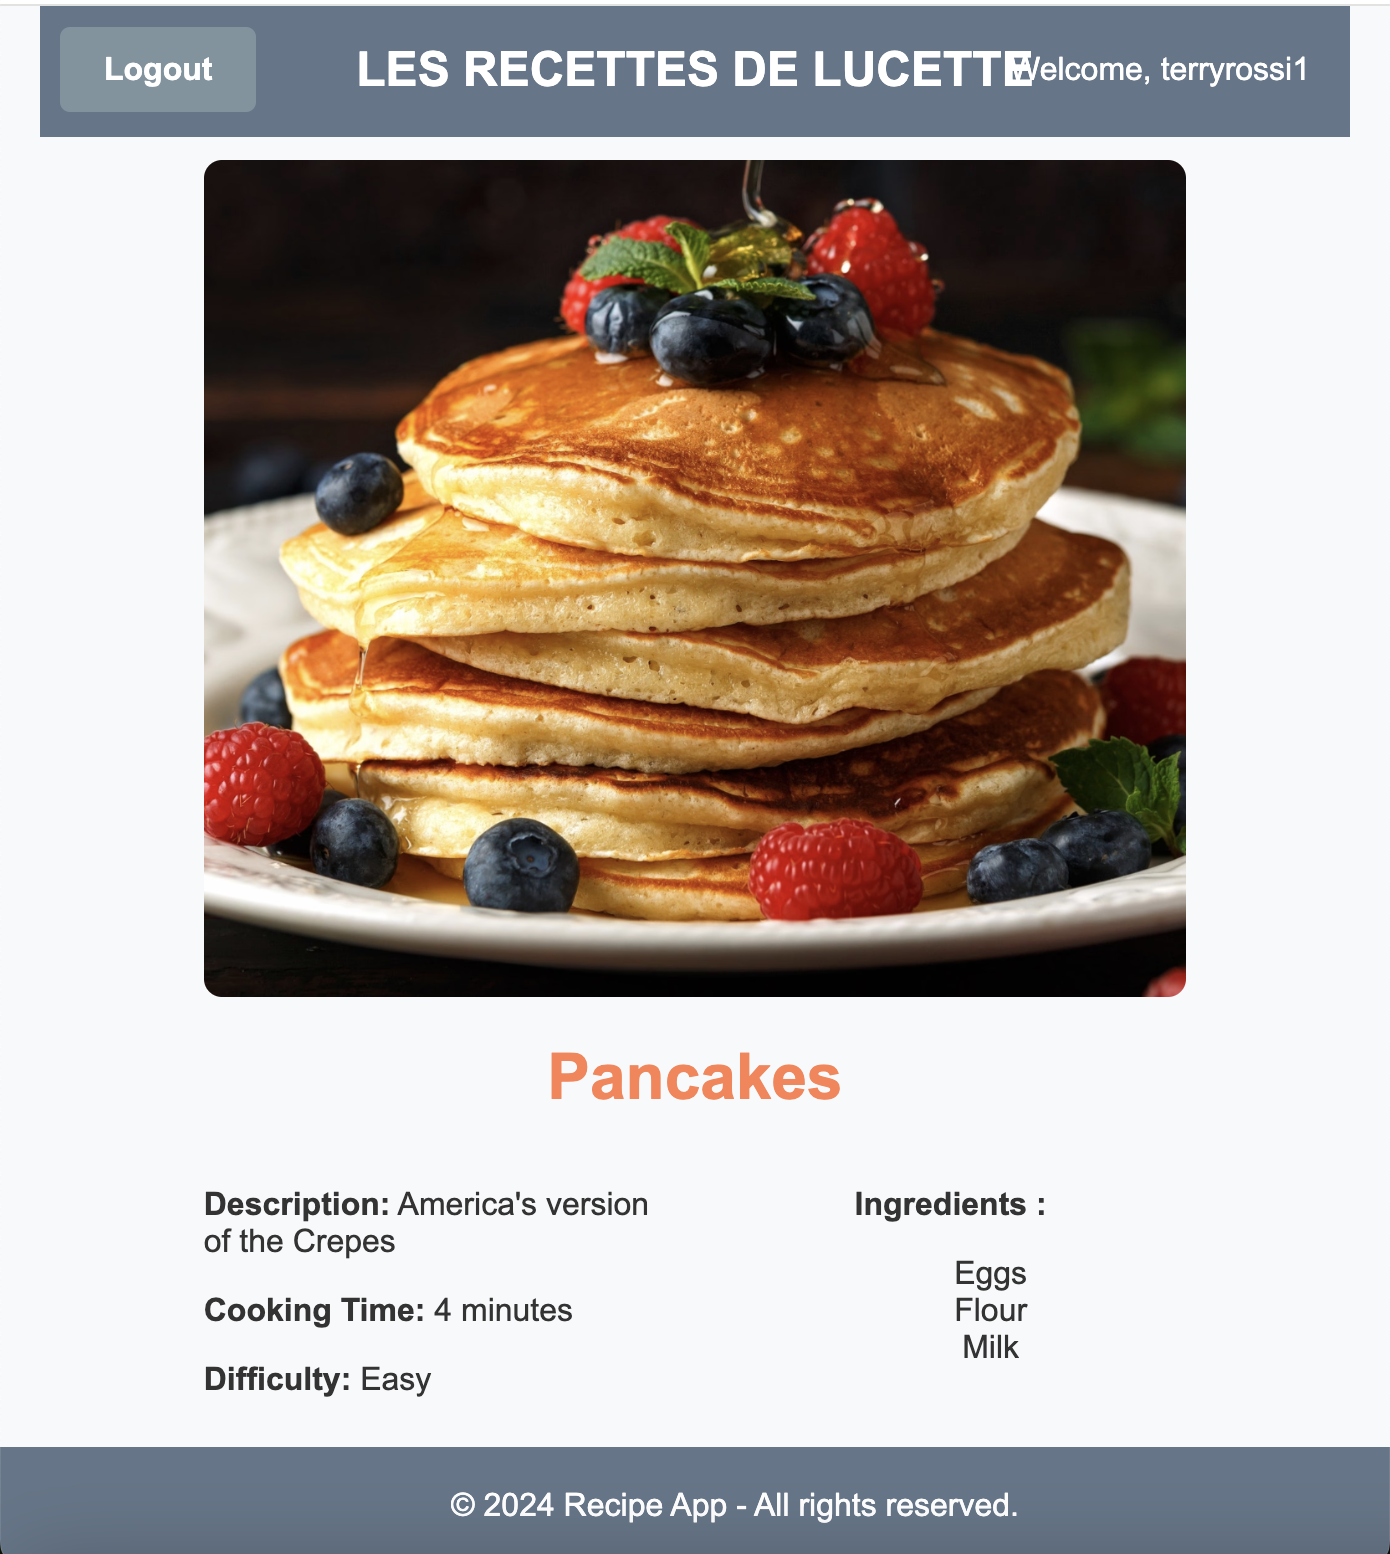 Logout
LES RECETTES DE LUCETTE
Welcome, terryrossi1
Pancakes
Description: America's version
of the Crepes
Cooking Time: 4 minutes
Difficulty: Easy
Ingredients :
Eggs
Flour
Milk
© 2024 Recipe App - All rights reserved.